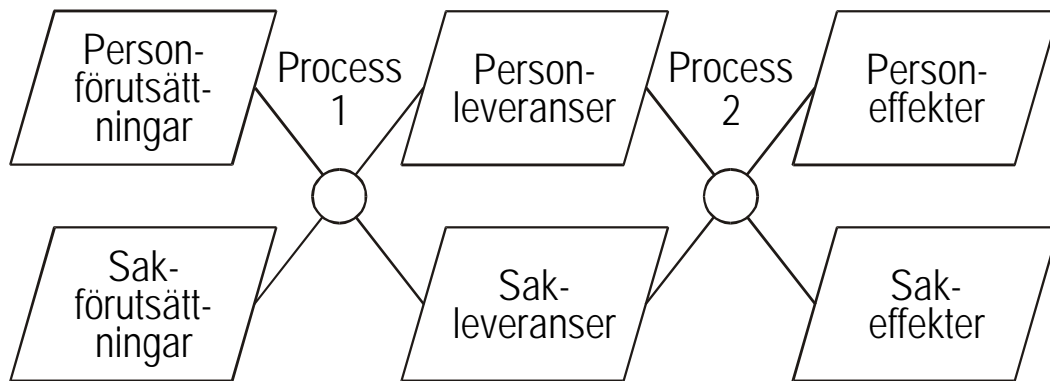 Person-
förutsätt-
ningar
Process
1
Person-
leveranser
Process
2
Person-
effekter
Sak-
förutsätt-
ningar
Sak-
leveranser
Sak-
effekter